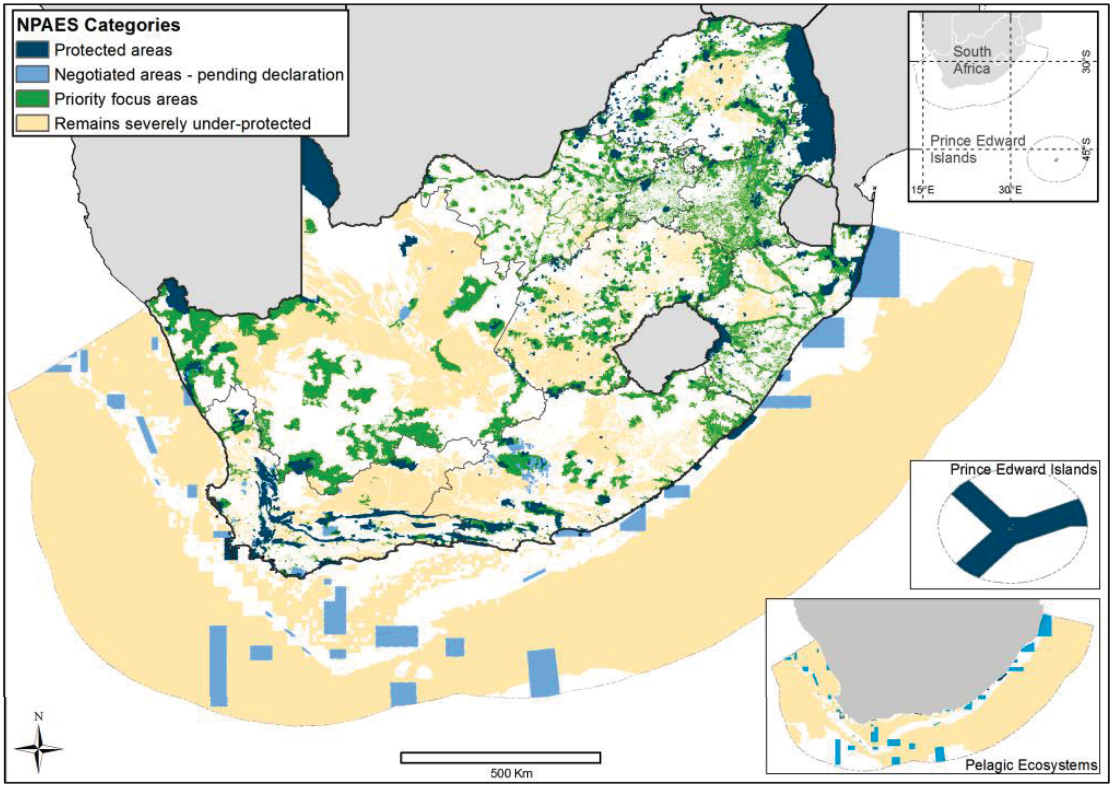 NPAES Categories
Protected areas
Negotiated areas - pending declaration
Priority focus areas
Remains severely under-protected
South
Africa
30°S
Prince Edward
Islands
45°S
15°E
30°E
Prince Edward Islands
Pelagic Ecosystems
N
500 Km